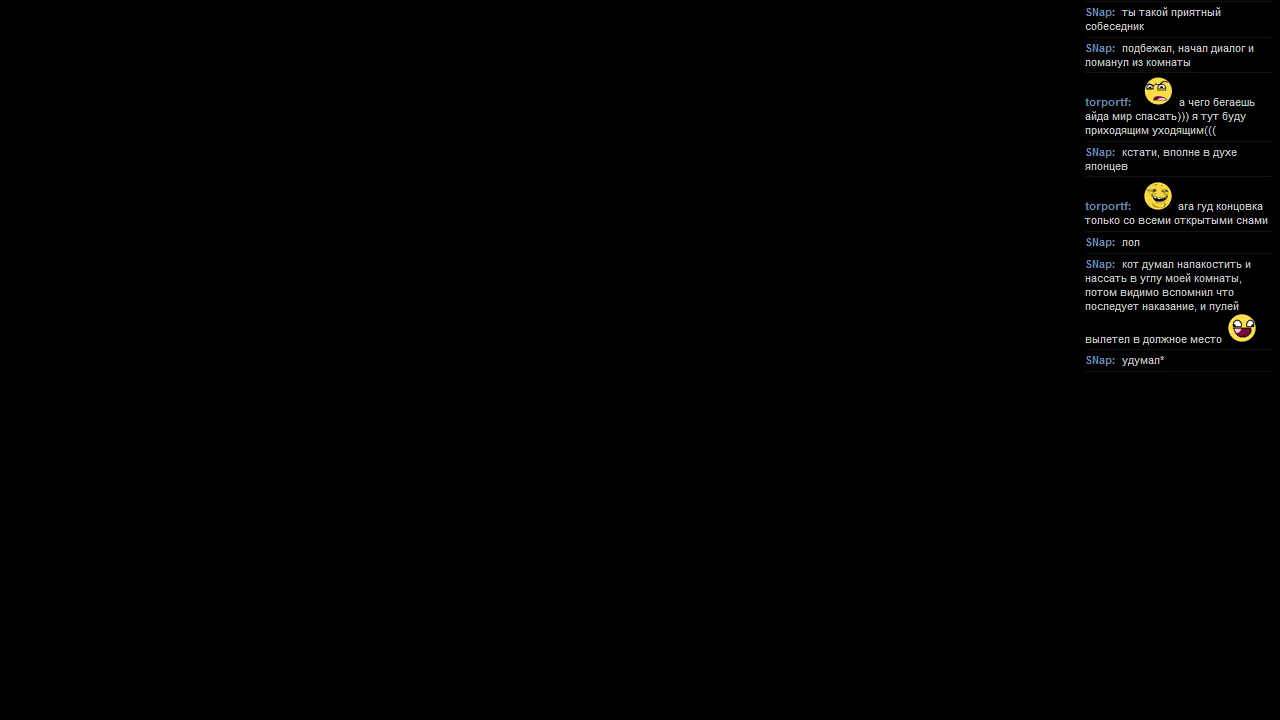 SNap: ты такой приятный
собеседник
SNap: подбежал, начал диалог и
ломанул из комнаты
torportf: а чего бегаешь
айда мир спасать))) я тут буду
приходящим уходящим(((
SNap: кстати, вполне в духе
японцев
torportf: ага гуд концовка
только со всеми открытыми снами
SNap: лол
SNap: кот думал напакостить и
нассать в углу моей комнаты,
потом видимо вспомнил что
последует наказание, и пулей
вылетел в должное место
SNap: удумал*